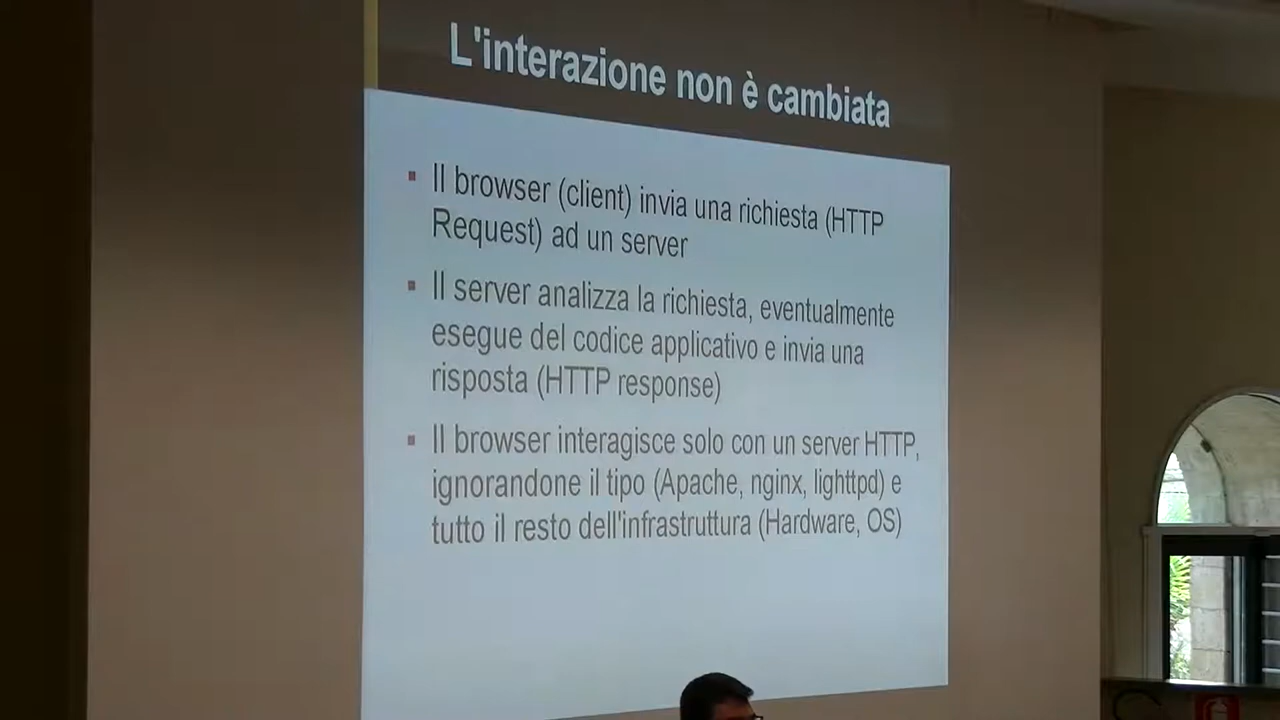 L'interazione non è cambiata
Il browser (client) invia una richiesta (HTTP
Request) ad un server
Il server analizza la richiesta, eventualmente
esegue del codice applicativo e invia una
risposta (HTTP response)
Il browser interagisce solo con un server HTTP,
ignorandone il tipo (Apache, nginx, lighttpd) e
tutto il resto dell'infrastruttura (Hardware, OS)